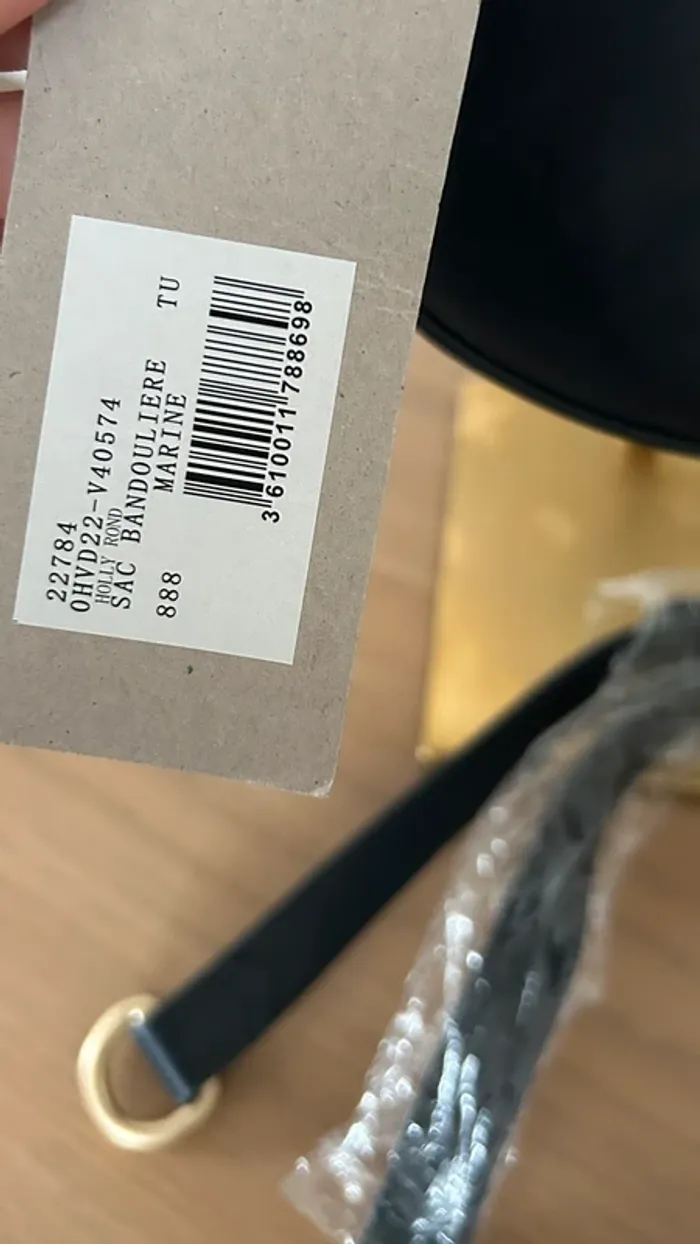 22784
0HVD22-V40574
HOLLY ROND
SAC BANDOULIERE
888 MARINE TU
3 610011 788698